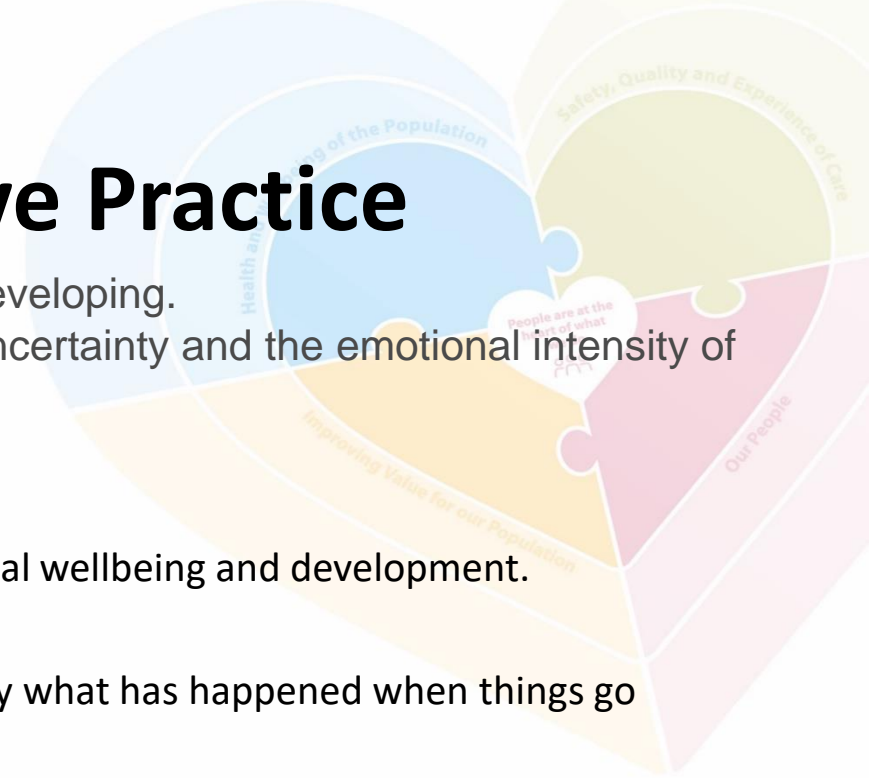 ve Practice
eveloping.
ncertainty and the emotional intensity of
al wellbeing and development.
y what has happened when things go
Health and Wellbeing of the Population
Safety, Quality and Experience of Care
People are at the
heart of what
Improving Value for our Population
Our People